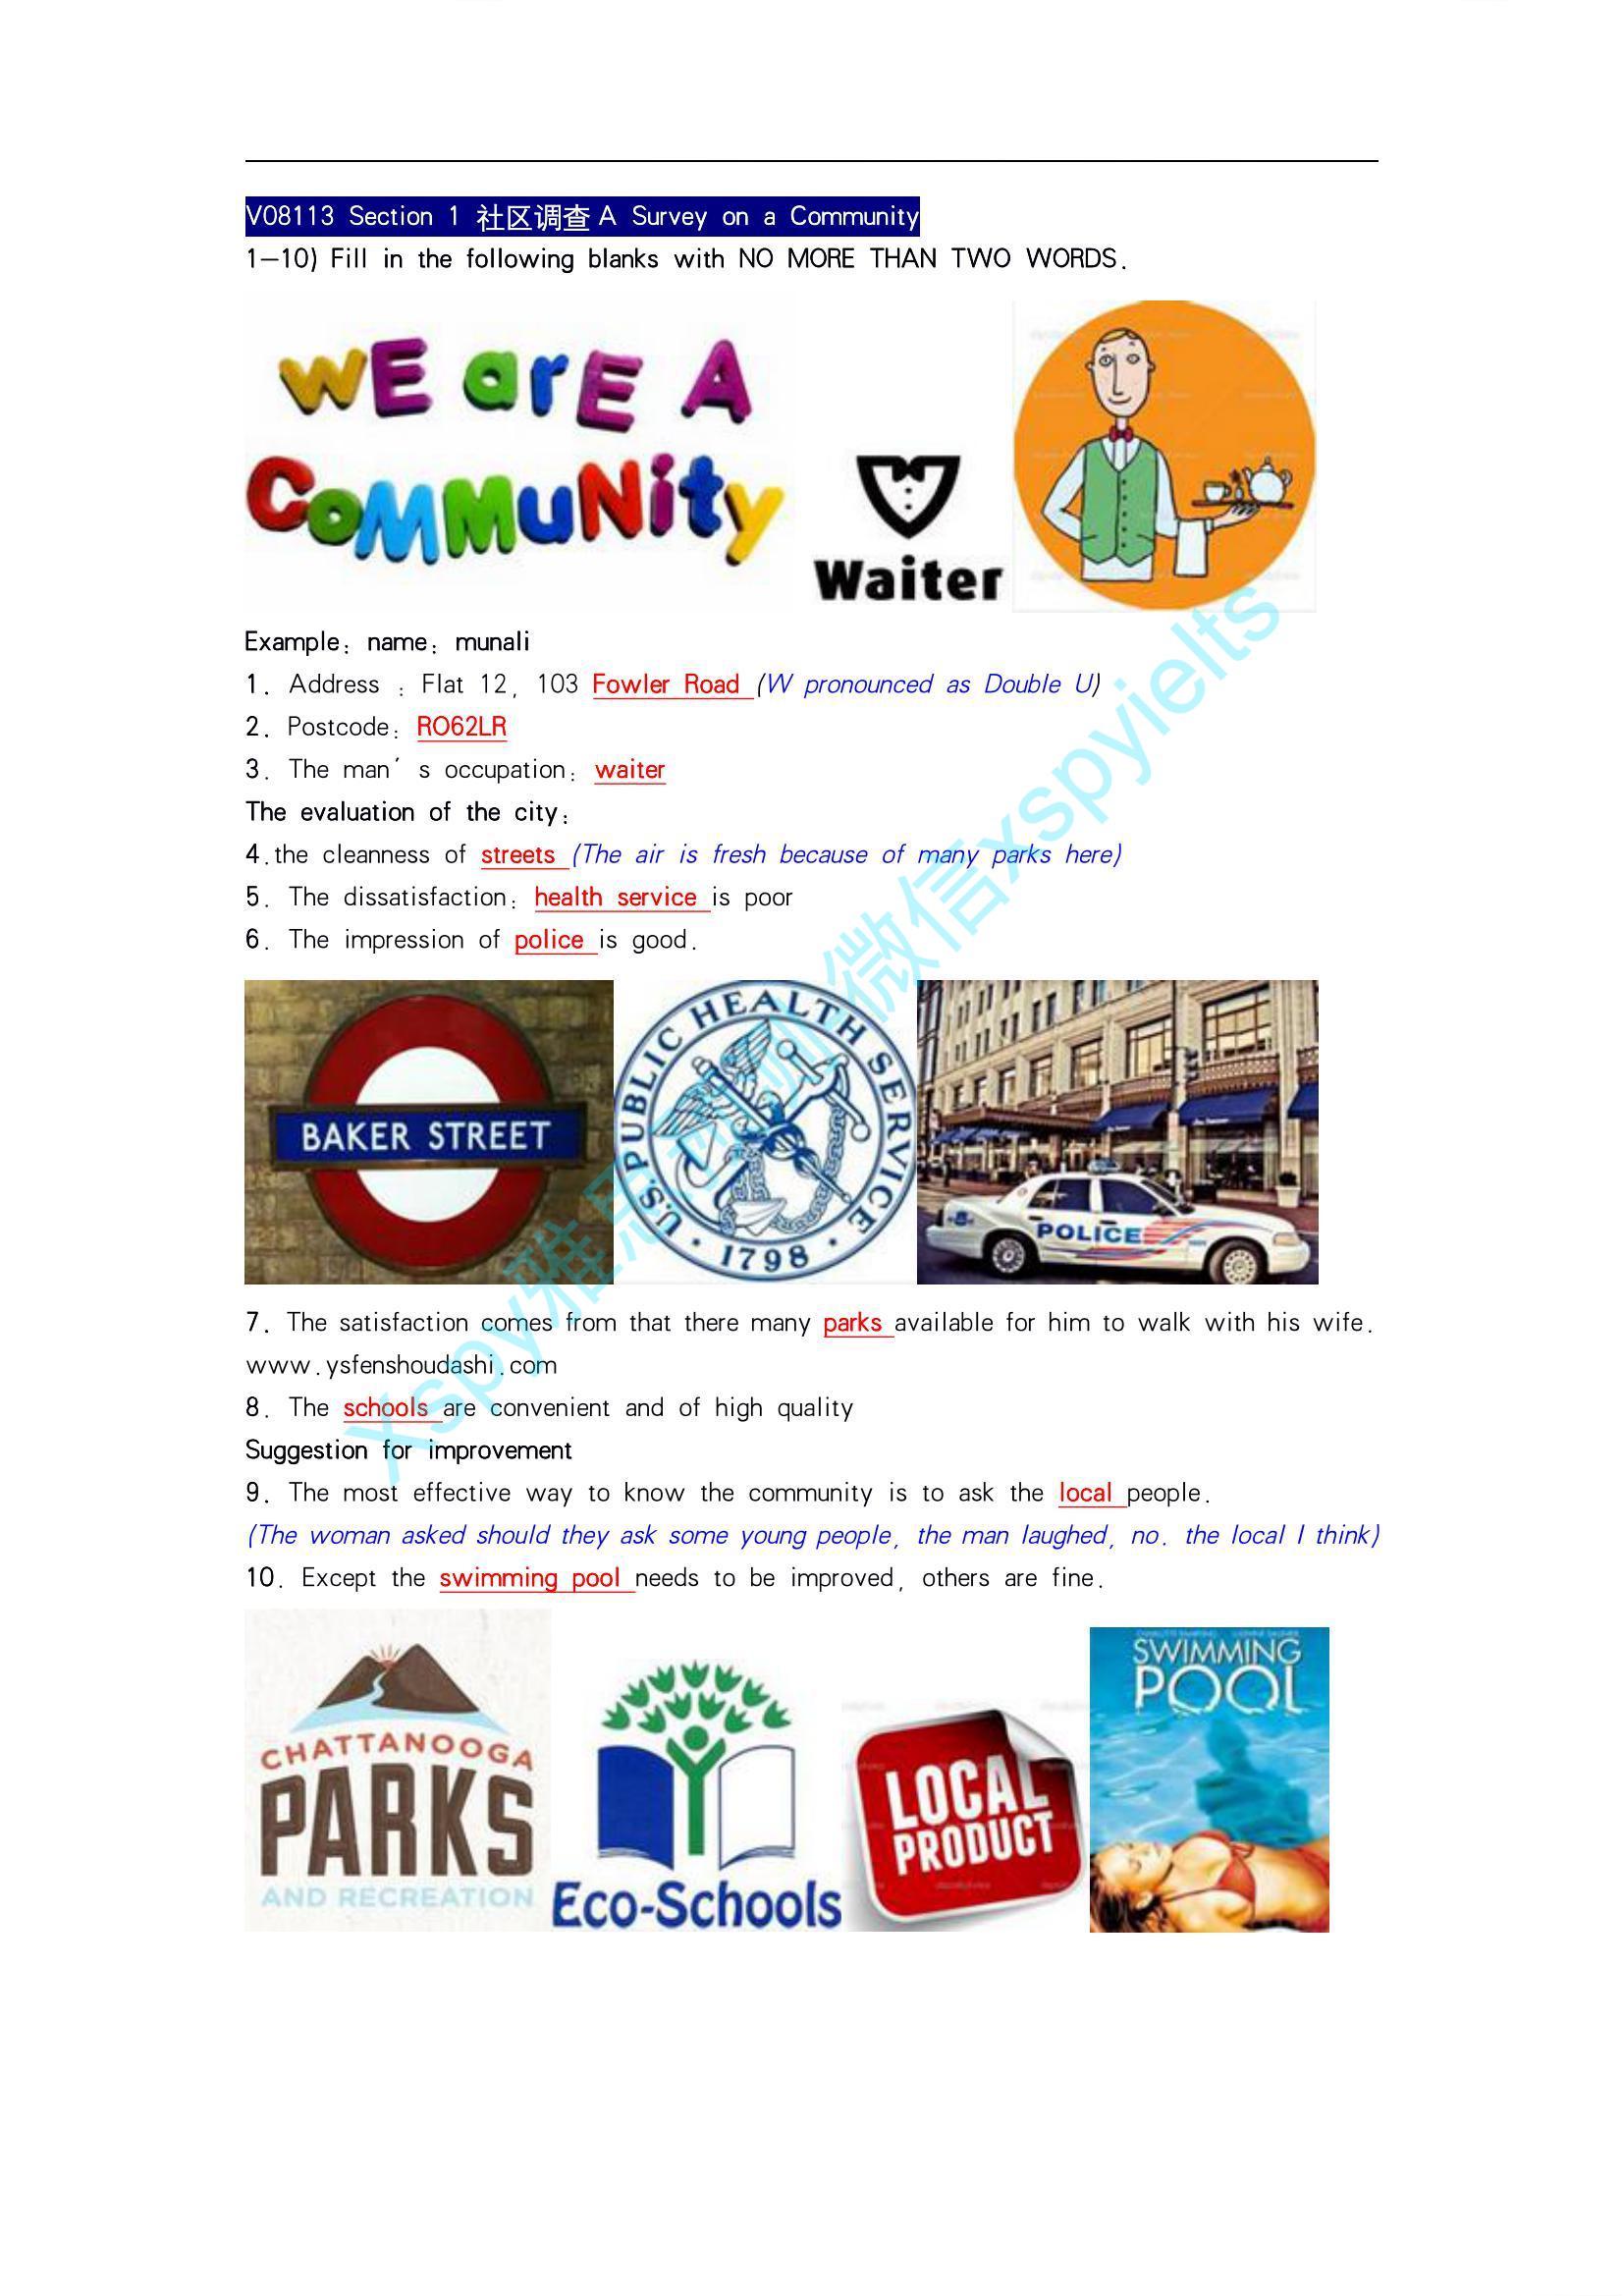 V08113 Section 1 社区调查 A Survey on a Community
1—10) Fill in the following blanks with NO MORE THAN TWO WORDS.
WE arE A
CoMMuNity
Waiter
Example: name: munali
1. Address : Flat 12, 103 Fowler Road (W pronounced as Double U)
2. Postcode: RO62LR
3. The man's occupation: waiter
The evaluation of the city:
4.the cleanness of streets (The air is fresh because of many parks here)
5. The dissatisfaction: health service is poor
6. The impression of police is good.
BAKER STREET
U.S. PUBLIC HEALTH SERVICE
· 1798 ·
POLICE
7. The satisfaction comes from that there many parks available for him to walk with his wife.
www.ysfenshoudashi.com
8. The schools are convenient and of high quality
Suggestion for improvement
9. The most effective way to know the community is to ask the local people.
(The woman asked should they ask some young people, the man laughed, no. the local I think)
10. Except the swimming pool needs to be improved, others are fine.
CHATTANOOGA
PARKS
AND RECREATION
Eco-Schools
LOCAL
PRODUCT
SWIMMING
POOL
微信xspyielts